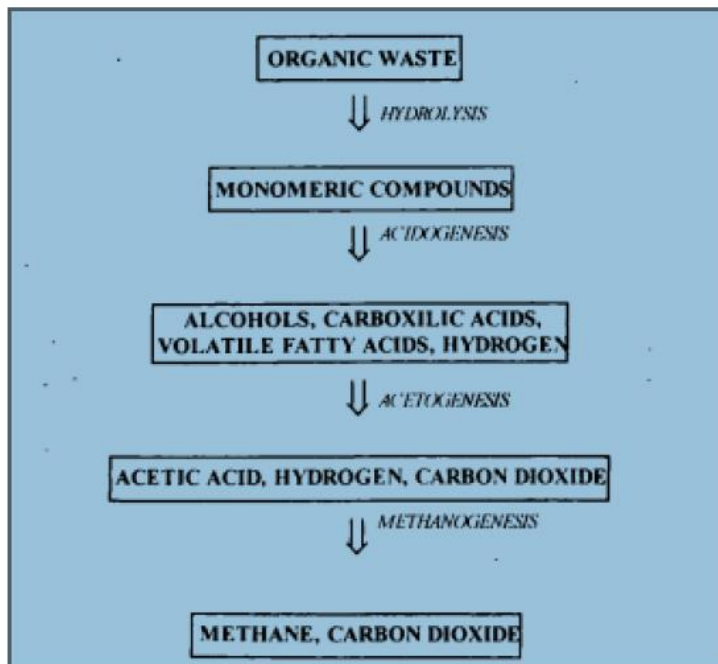 ORGANIC WASTE
HYDROLYSIS
MONOMERIC COMPOUNDS
ACIDOGENESIS
ALCOHOLS, CARBOXILIC ACIDS,
VOLATILE FATTY ACIDS, HYDROGEN
ACETOGENESIS
ACETIC ACID, HYDROGEN, CARBON DIOXIDE
METHANOGENESIS
METHANE, CARBON DIOXIDE